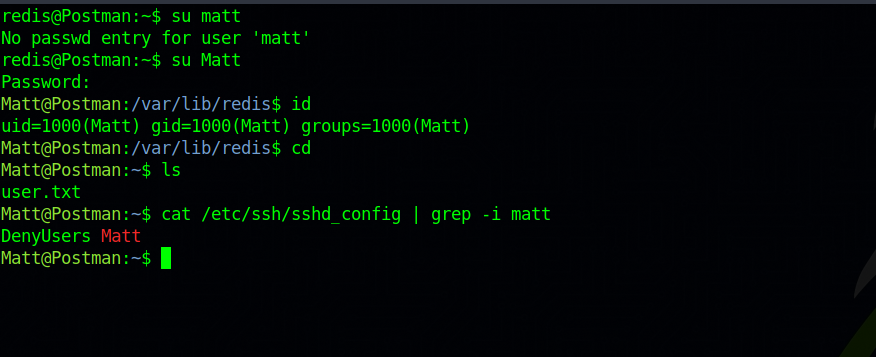 redis@Postman:~$ su matt
No passwd entry for user 'matt'
redis@Postman:~$ su Matt
Password:
Matt@Postman:/var/lib/redis$ id
uid=1000(Matt) gid=1000(Matt) groups=1000(Matt)
Matt@Postman:/var/lib/redis$ cd
Matt@Postman:~$ ls
user.txt
Matt@Postman:~$ cat /etc/ssh/sshd_config | grep -i matt
DenyUsers Matt
Matt@Postman:~$